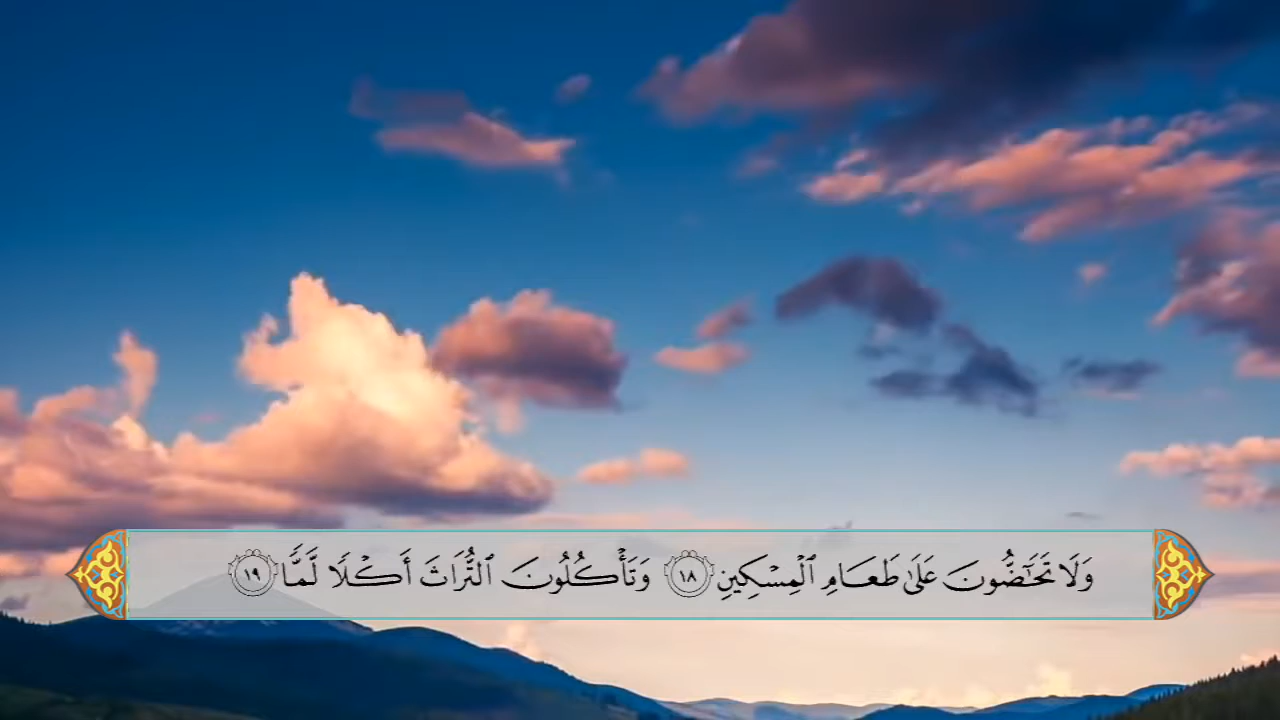 وَلَا تَحَٰٓضُّونَ عَلَىٰ طَعَامِ ٱلْمِسْكِينِ ١٨ وَتَأْكُلُونَ ٱلتُّرَاثَ أَكْلًا لَّمًّا ١٩